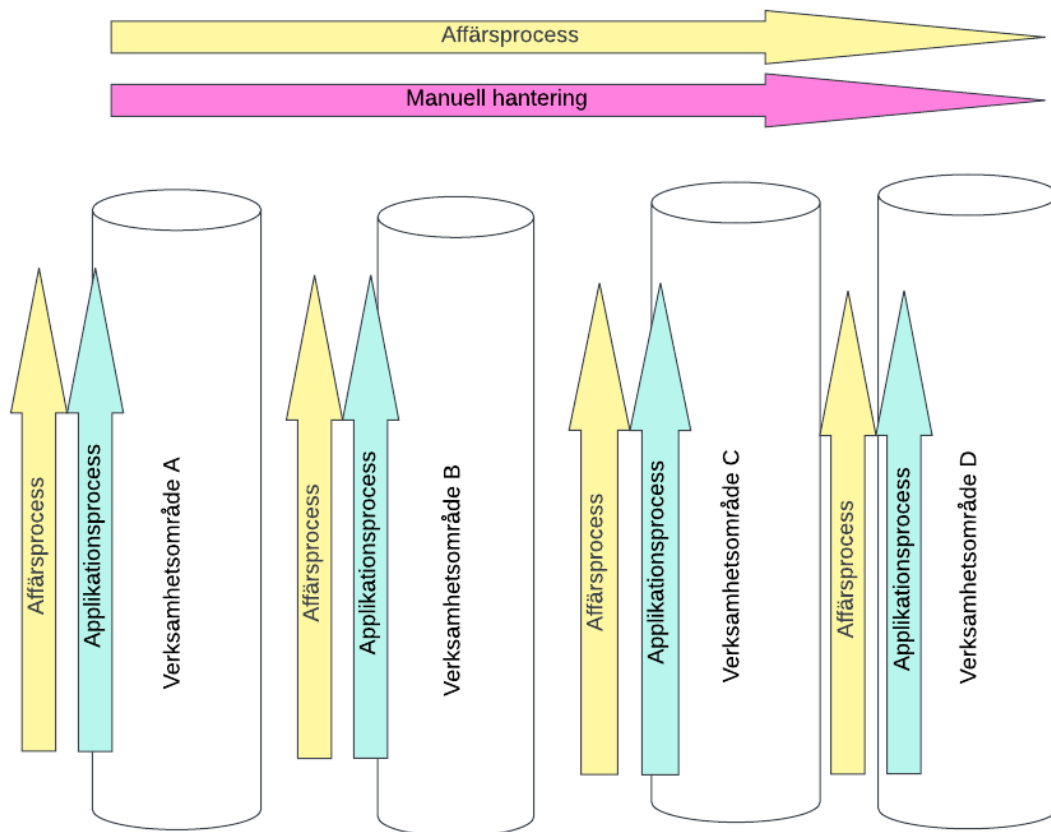 Affärsprocess
Manuell hantering
Affärsprocess
Applikationsprocess
Verksamhetsområde A
Affärsprocess
Applikationsprocess
Verksamhetsområde B
Affärsprocess
Applikationsprocess
Verksamhetsområde C
Affärsprocess
Applikationsprocess
Verksamhetsområde D